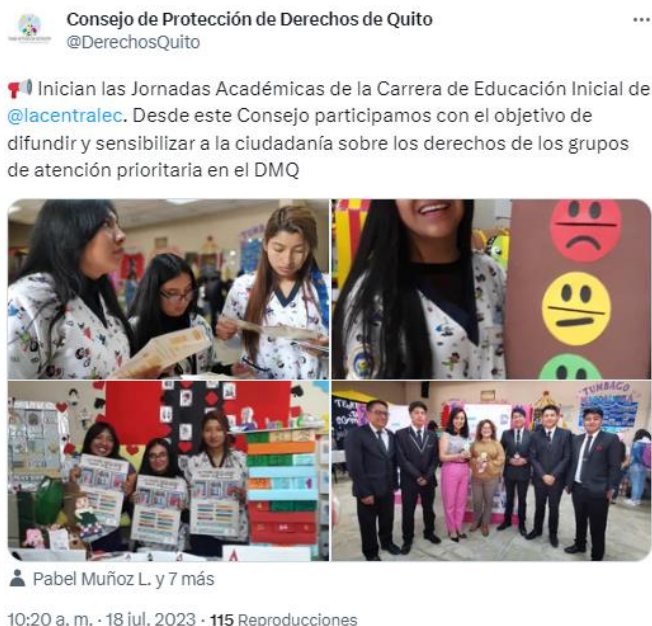 Consejo de Protección de Derechos de Quito
@DerechosQuito
Inician las Jornadas Académicas de la Carrera de Educación Inicial de
@lacentralec. Desde este Consejo participamos con el objetivo de
difundir y sensibilizar a la ciudadanía sobre los derechos de los grupos
de atención prioritaria en el DMQ
TUMBACO
Pabel Muñoz L. y 7 más
10:20 a. m. · 18 jul. 2023 · 115 Reproducciones